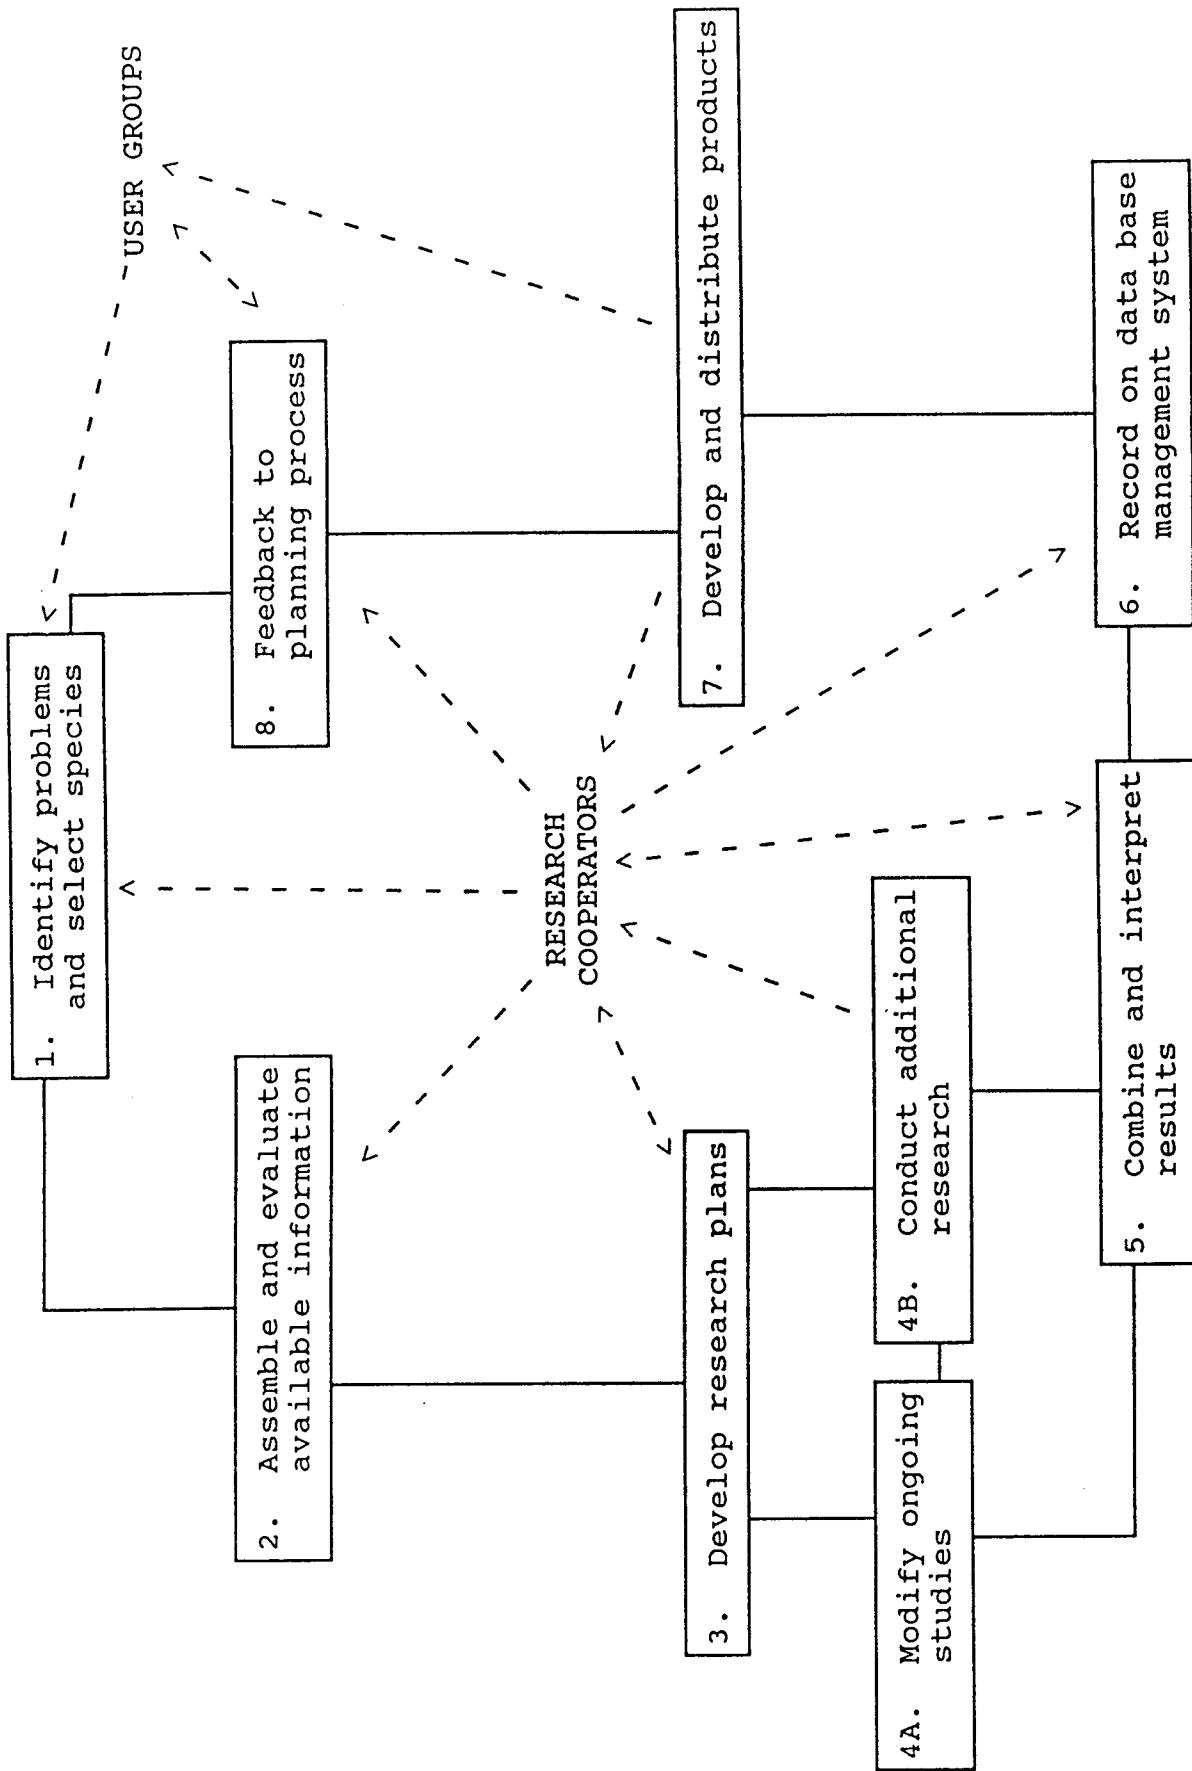 1. Identify problems
and select species
USER GROUPS
2. Assemble and evaluate
available information
8. Feedback to
planning process
RESEARCH
COOPERATORS
3. Develop research plans
7. Develop and distribute products
4A. Modify ongoing
studies
4B. Conduct additional
research
5. Combine and interpret
results
6. Record on data base
management system